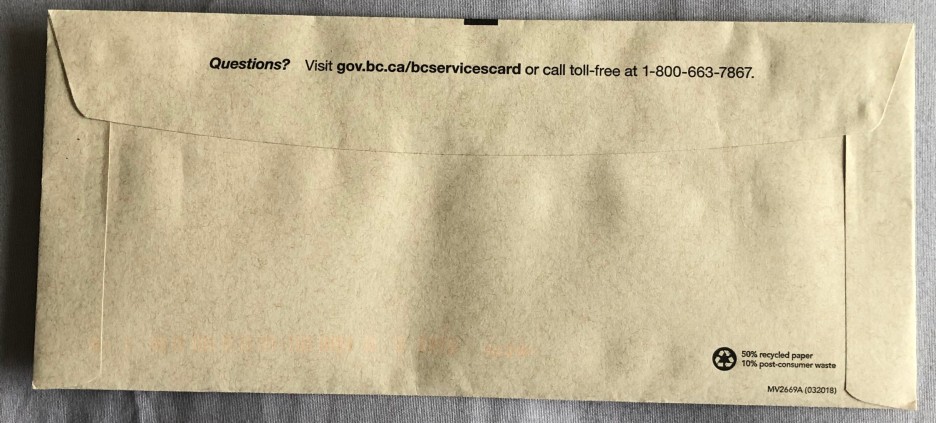 Questions? Visit gov.bc.ca/bcservicescard or call toll-free at 1-800-663-7867.
50% recycled paper
10% post-consumer waste
MV2669A (032018)